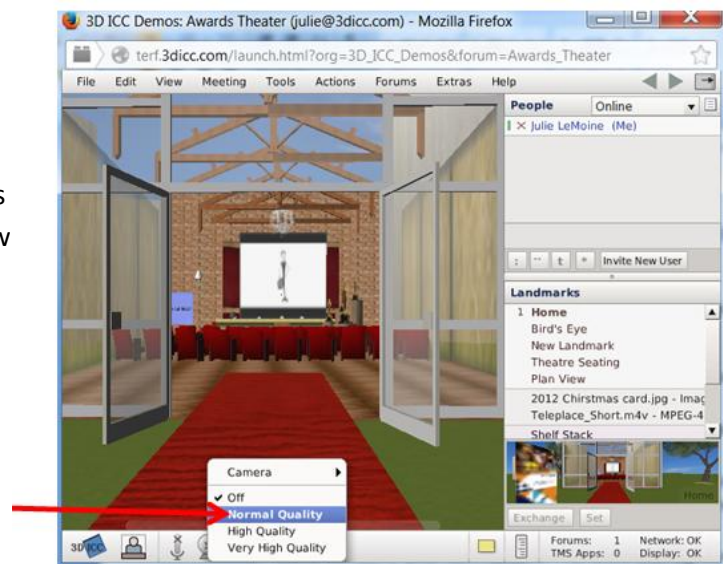 3D ICC Demos: Awards Theater (julie@3dicc.com) - Mozilla Firefox
terf.3dicc.com/launch.html?org=3D_ICC_Demos&forum=Awards_Theater
File Edit View Meeting Tools Actions Forums Extras Help
People Online
Julie LeMoine (Me)
s
w
: t * Invite New User
Landmarks
1 Home
Bird's Eye
New Landmark
Theatre Seating
Plan View
2012 Chirstmas card.jpg - Imag
Teleplace_Short.m4v - MPEG-4
Shelf Stack
Home
Camera
Off
Normal Quality
High Quality
Very High Quality
Exchange Set
3D ICC
Forums: 1 Network: OK
TMS Apps: 0 Display: OK